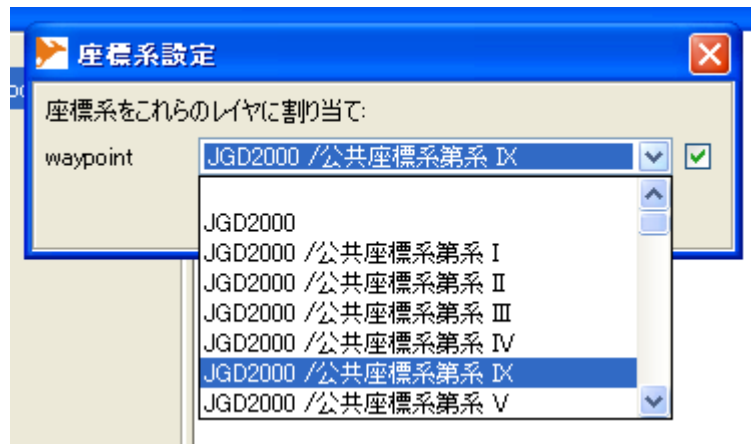 座標系設定
座標系をこれらのレイヤに割り当て:
waypoint JGD2000 /公共座標系第系 Ⅸ
JGD2000
JGD2000 /公共座標系第系 Ⅰ
JGD2000 /公共座標系第系 Ⅱ
JGD2000 /公共座標系第系 Ⅲ
JGD2000 /公共座標系第系 Ⅳ
JGD2000 /公共座標系第系 Ⅸ
JGD2000 /公共座標系第系 Ⅴ